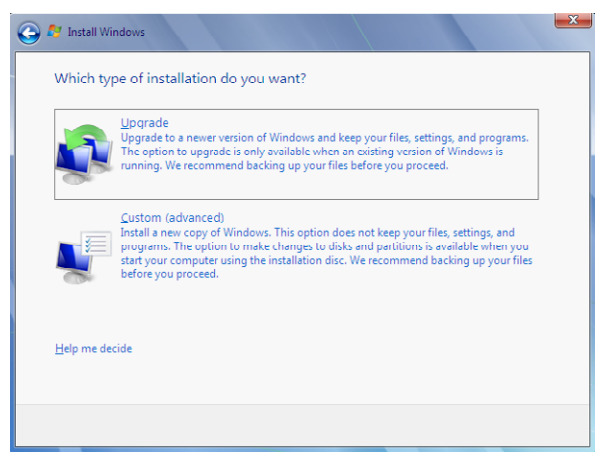 Install Windows
Which type of installation do you want?
Upgrade
Upgrade to a newer version of Windows and keep your files, settings, and programs.
The option to upgrade is only available when an existing version of Windows is
running. We recommend backing up your files before you proceed.
Custom (advanced)
Install a new copy of Windows. This option does not keep your files, settings, and
programs. The option to make changes to disks and partitions is available when you
start your computer using the installation disc. We recommend backing up your files
before you proceed.
Help me decide